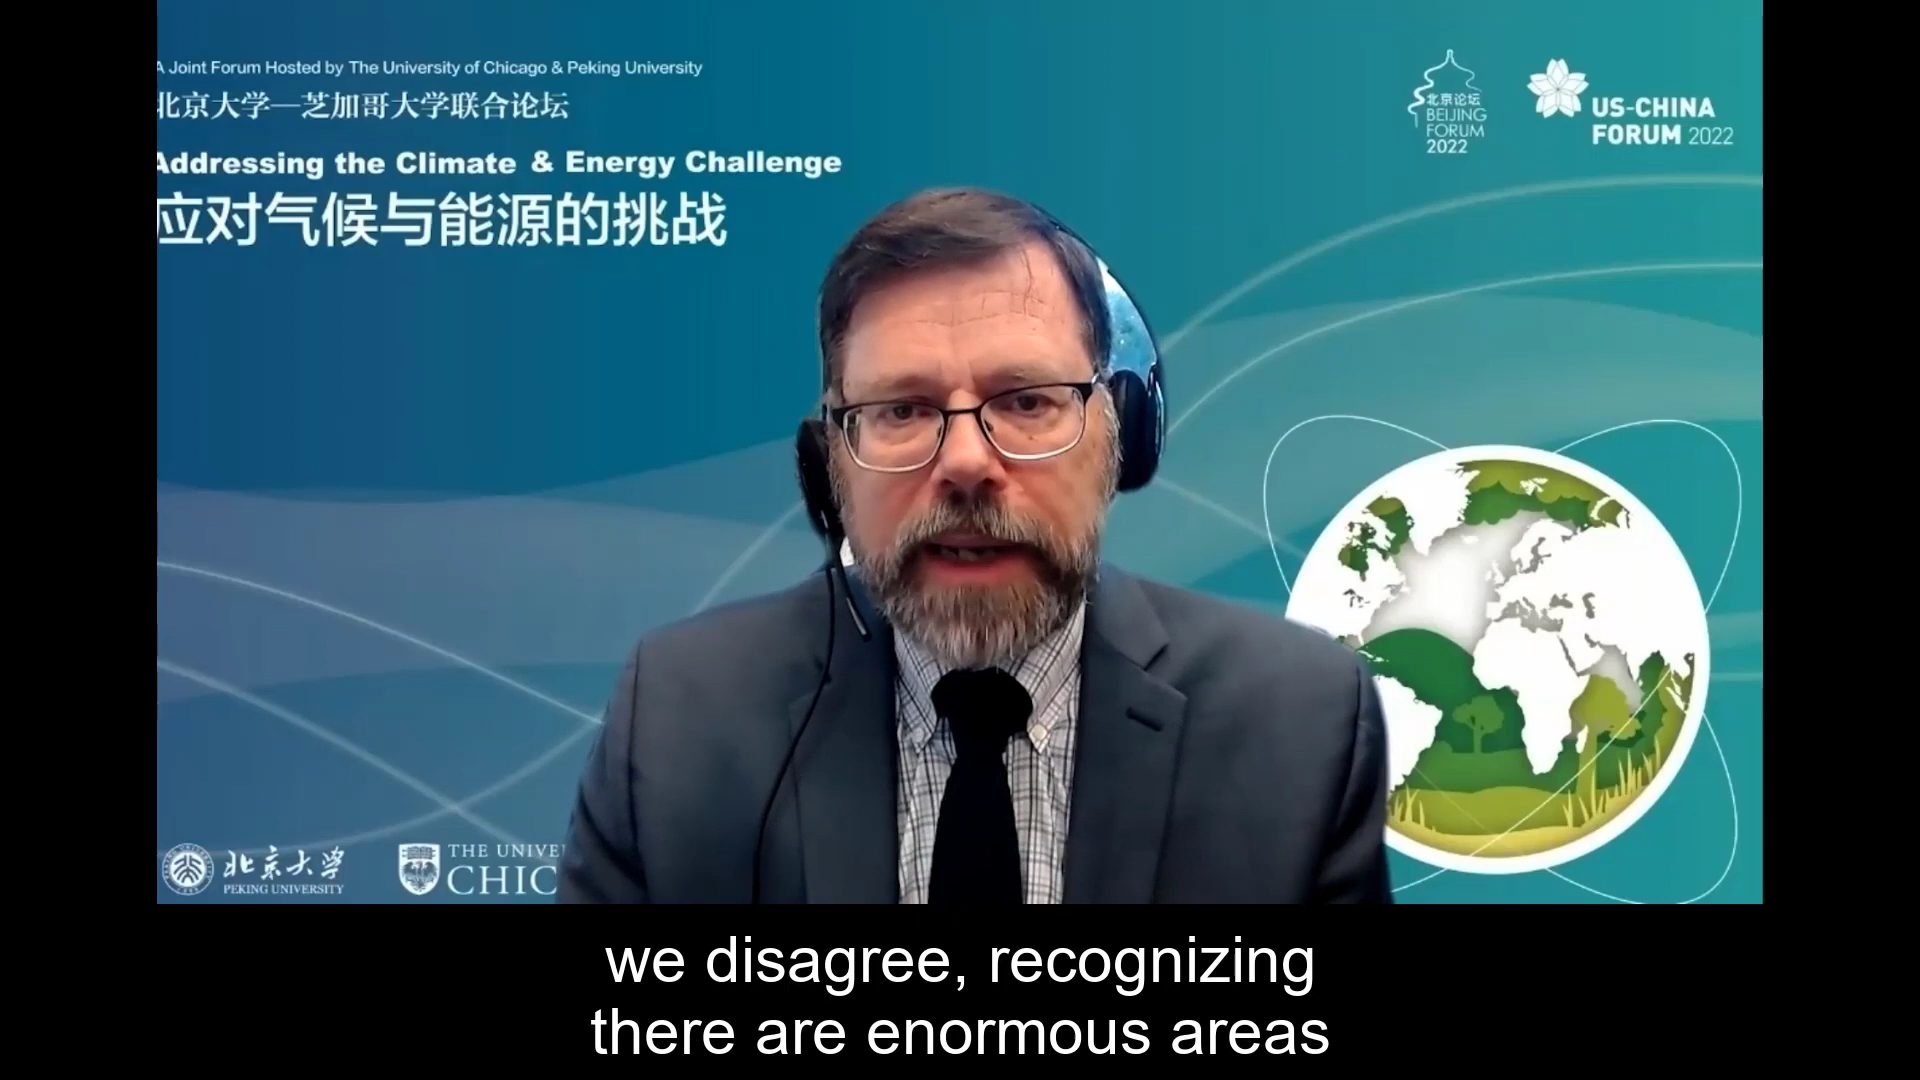 A Joint Forum Hosted by The University of Chicago & Peking University
北京大学—芝加哥大学联合论坛
Addressing the Climate & Energy Challenge
应对气候与能源的挑战
北京论坛
BEIJING
FORUM
2022
US-CHINA
FORUM 2022
北京大学
PEKING UNIVERSITY
THE UNIVE
CHIC
we disagree, recognizing
there are enormous areas